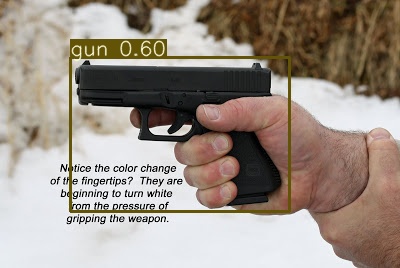 gun 0.60
Notice the color change
of the fingertips? They are
beginning to turn white
rom the pressure of
gripping the weapon.